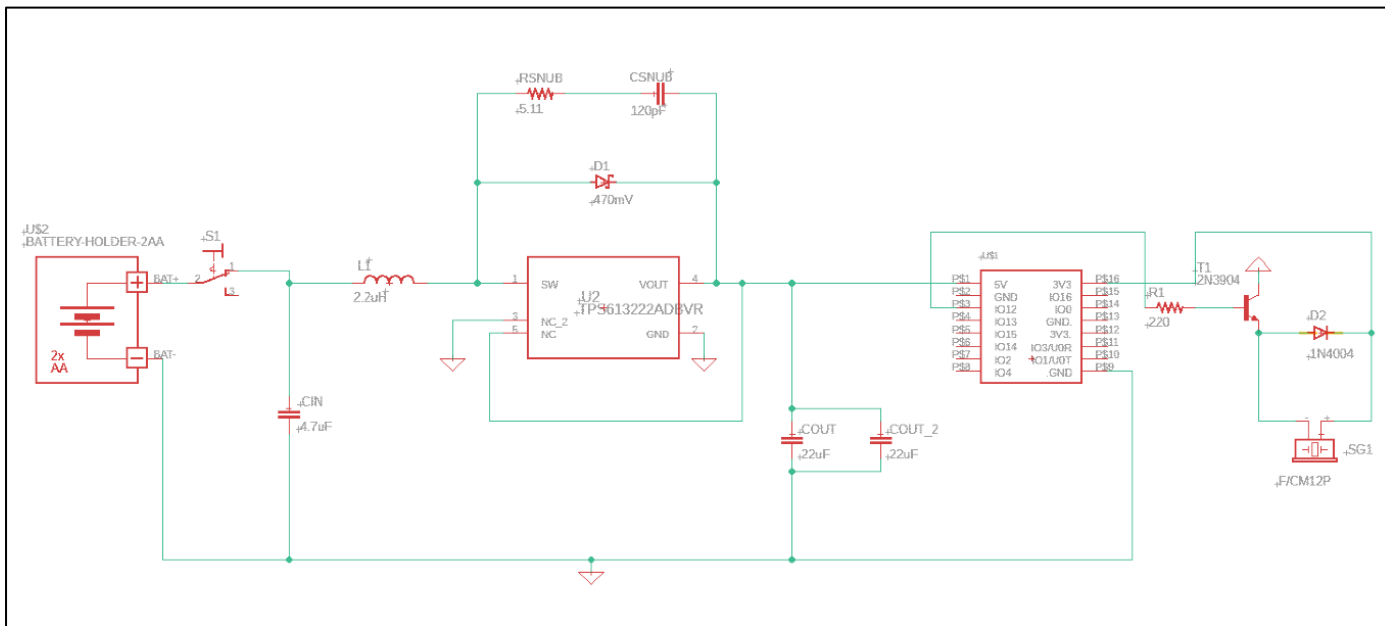 RSNUB
5.11
CSNUB
120pF
D1
470mV
U$2
BATTERY-HOLDER-2AA
BAT+
BAT-
2x
AA
S1
2
1
3
L1
2.2uH
1
SW
VOUT
4
U2
TPS613222ADBVR
3
NC_2
5
NC
GND
2
CIN
4.7uF
COUT
22uF
COUT_2
22uF
U$1
P$1
5V
3V3
P$16
P$2
GND
IO16
P$15
P$3
IO12
IO0
P$14
P$4
IO13
GND.
P$13
P$5
IO15
3V3.
P$12
P$6
IO14
IO3/U0R
P$11
P$7
IO2
IO1/U0T
P$10
P$8
IO4
.GND
P$9
T1
2N3904
R1
220
D2
1N4004
-
+
SG1
F/CM12P